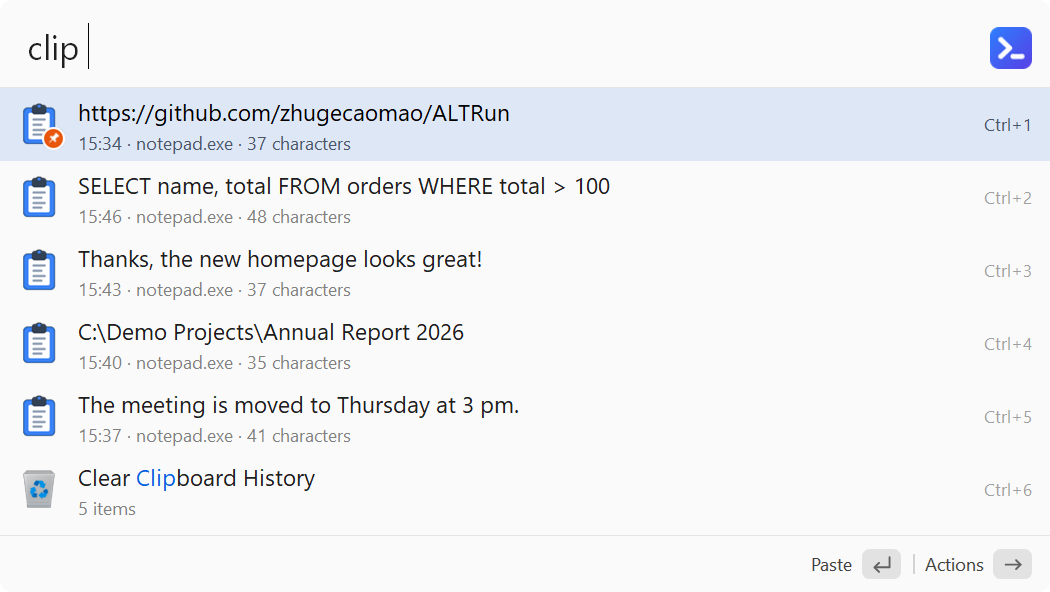 clip
https://github.com/zhugecaomao/ALTRun
15:34 · notepad.exe · 37 characters
Ctrl+1
SELECT name, total FROM orders WHERE total > 100
15:46 · notepad.exe · 48 characters
Ctrl+2
Thanks, the new homepage looks great!
15:43 · notepad.exe · 37 characters
Ctrl+3
C:\Demo Projects\Annual Report 2026
15:40 · notepad.exe · 35 characters
Ctrl+4
The meeting is moved to Thursday at 3 pm.
15:37 · notepad.exe · 41 characters
Ctrl+5
Clear Clipboard History
5 items
Ctrl+6
Paste
Actions